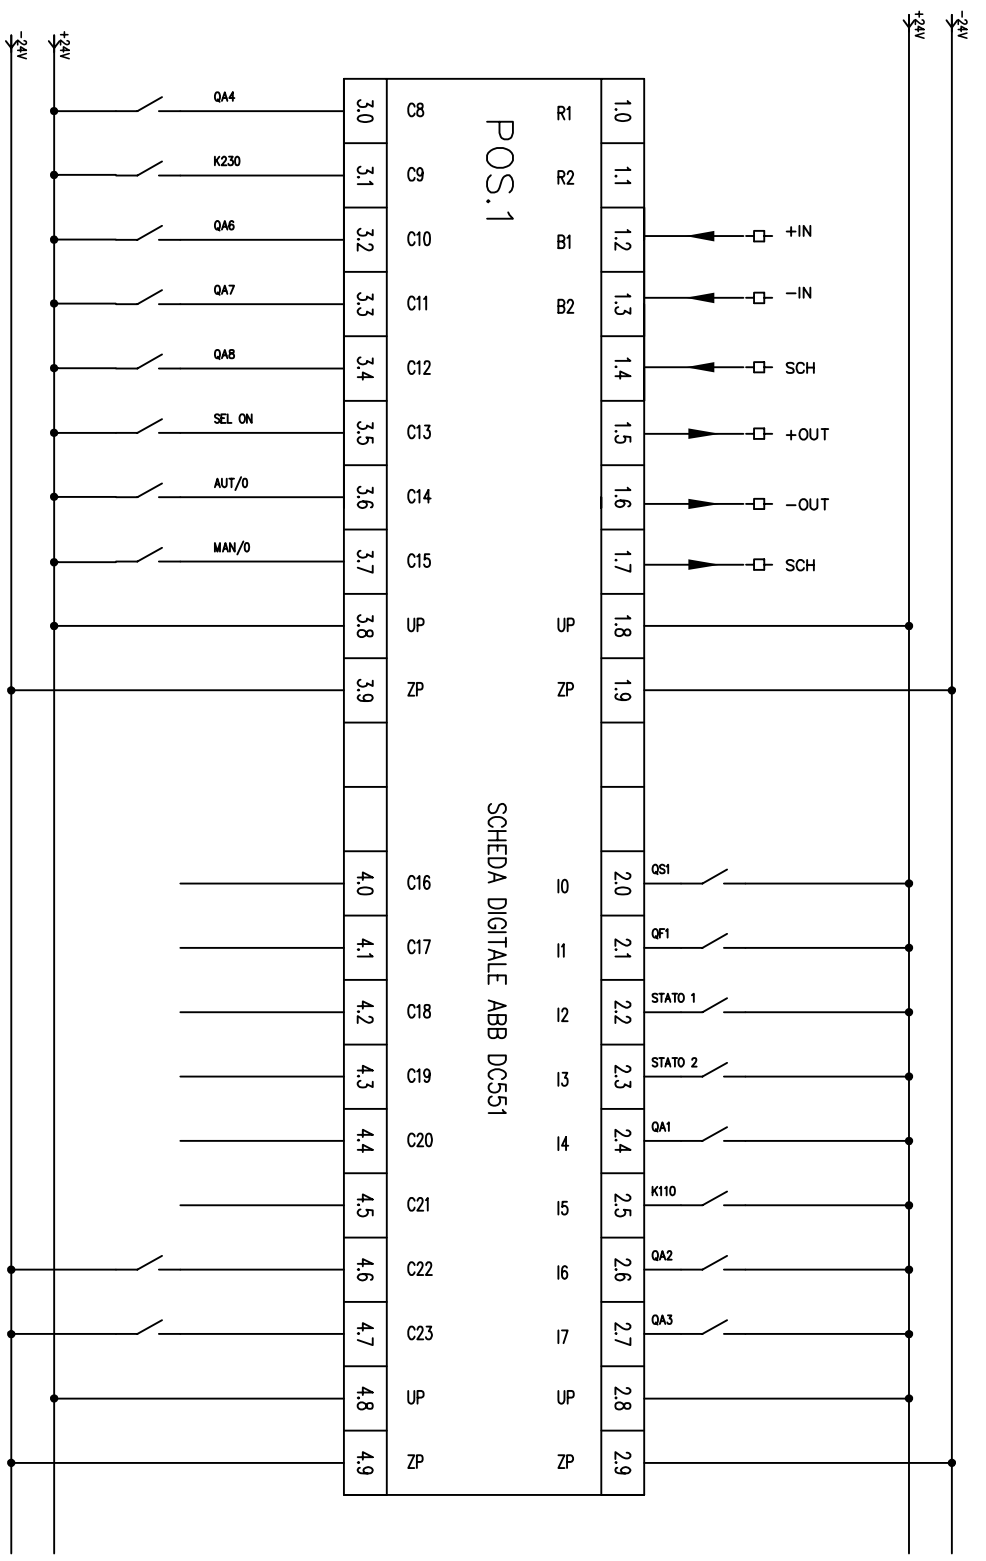 -24V
+24V
+24V
-24V
QA4
3.0
C8
R1
1.0
K230
3.1
C9
R2
1.1
QA6
3.2
C10
B1
1.2
+IN
QA7
3.3
C11
B2
1.3
-IN
QA8
3.4
C12
1.4
SCH
SEL ON
3.5
C13
1.5
+OUT
AUT/0
3.6
C14
1.6
-OUT
MAN/0
3.7
C15
1.7
SCH
3.8
UP
UP
1.8
3.9
ZP
ZP
1.9
POS.1
SCHEDA DIGITALE ABB DC551
4.0
C16
I0
2.0
QS1
4.1
C17
I1
2.1
QF1
4.2
C18
I2
2.2
STATO 1
4.3
C19
I3
2.3
STATO 2
4.4
C20
I4
2.4
QA1
4.5
C21
I5
2.5
K110
4.6
C22
I6
2.6
QA2
4.7
C23
I7
2.7
QA3
4.8
UP
UP
2.8
4.9
ZP
ZP
2.9